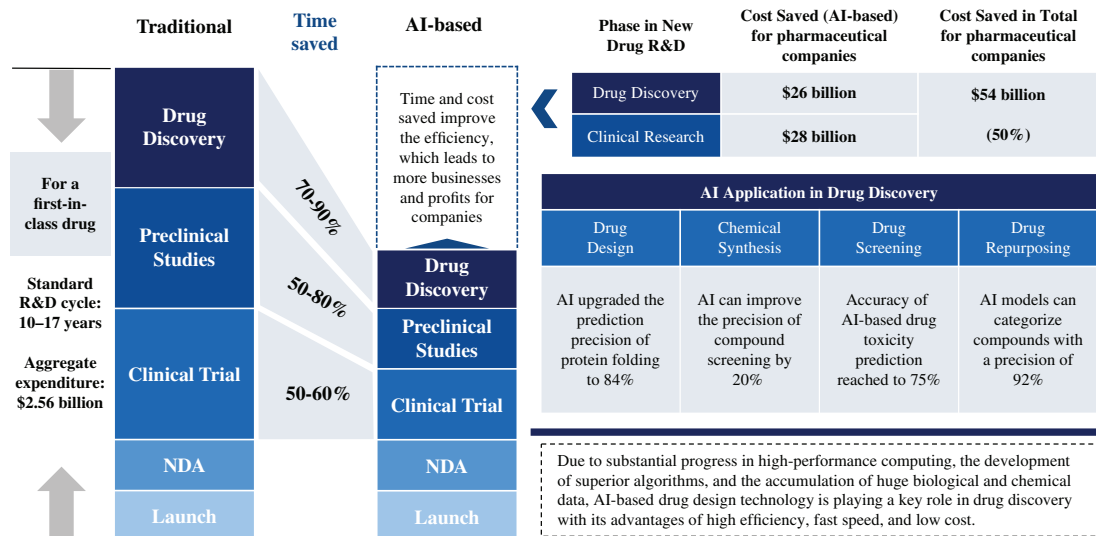 Traditional
Time
saved
AI-based
For a
first-in-
class drug
Standard
R&D cycle:
10–17 years
Aggregate
expenditure:
$2.56 billion
Drug
Discovery
Preclinical
Studies
Clinical Trial
NDA
Launch
70-90%
50-80%
50-60%
Time and cost
saved improve
the efficiency,
which leads to
more businesses
and profits for
companies
Drug
Discovery
Preclinical
Studies
Clinical Trial
NDA
Launch
Phase in New
Drug R&D
Cost Saved (AI-based)
for pharmaceutical
companies
Cost Saved in Total
for pharmaceutical
companies
Drug Discovery
$26 billion
$54 billion
Clinical Research
$28 billion
(50%)
AI Application in Drug Discovery
Drug
Design
Chemical
Synthesis
Drug
Screening
Drug
Repurposing
AI upgraded the
prediction
precision of
protein folding
to 84%
AI can improve
the precision of
compound
screening by
20%
Accuracy of
AI-based drug
toxicity
prediction
reached to 75%
AI models can
categorize
compounds with
a precision of
92%
Due to substantial progress in high-performance computing, the development
of superior algorithms, and the accumulation of huge biological and chemical
data, AI-based drug design technology is playing a key role in drug discovery
with its advantages of high efficiency, fast speed, and low cost.